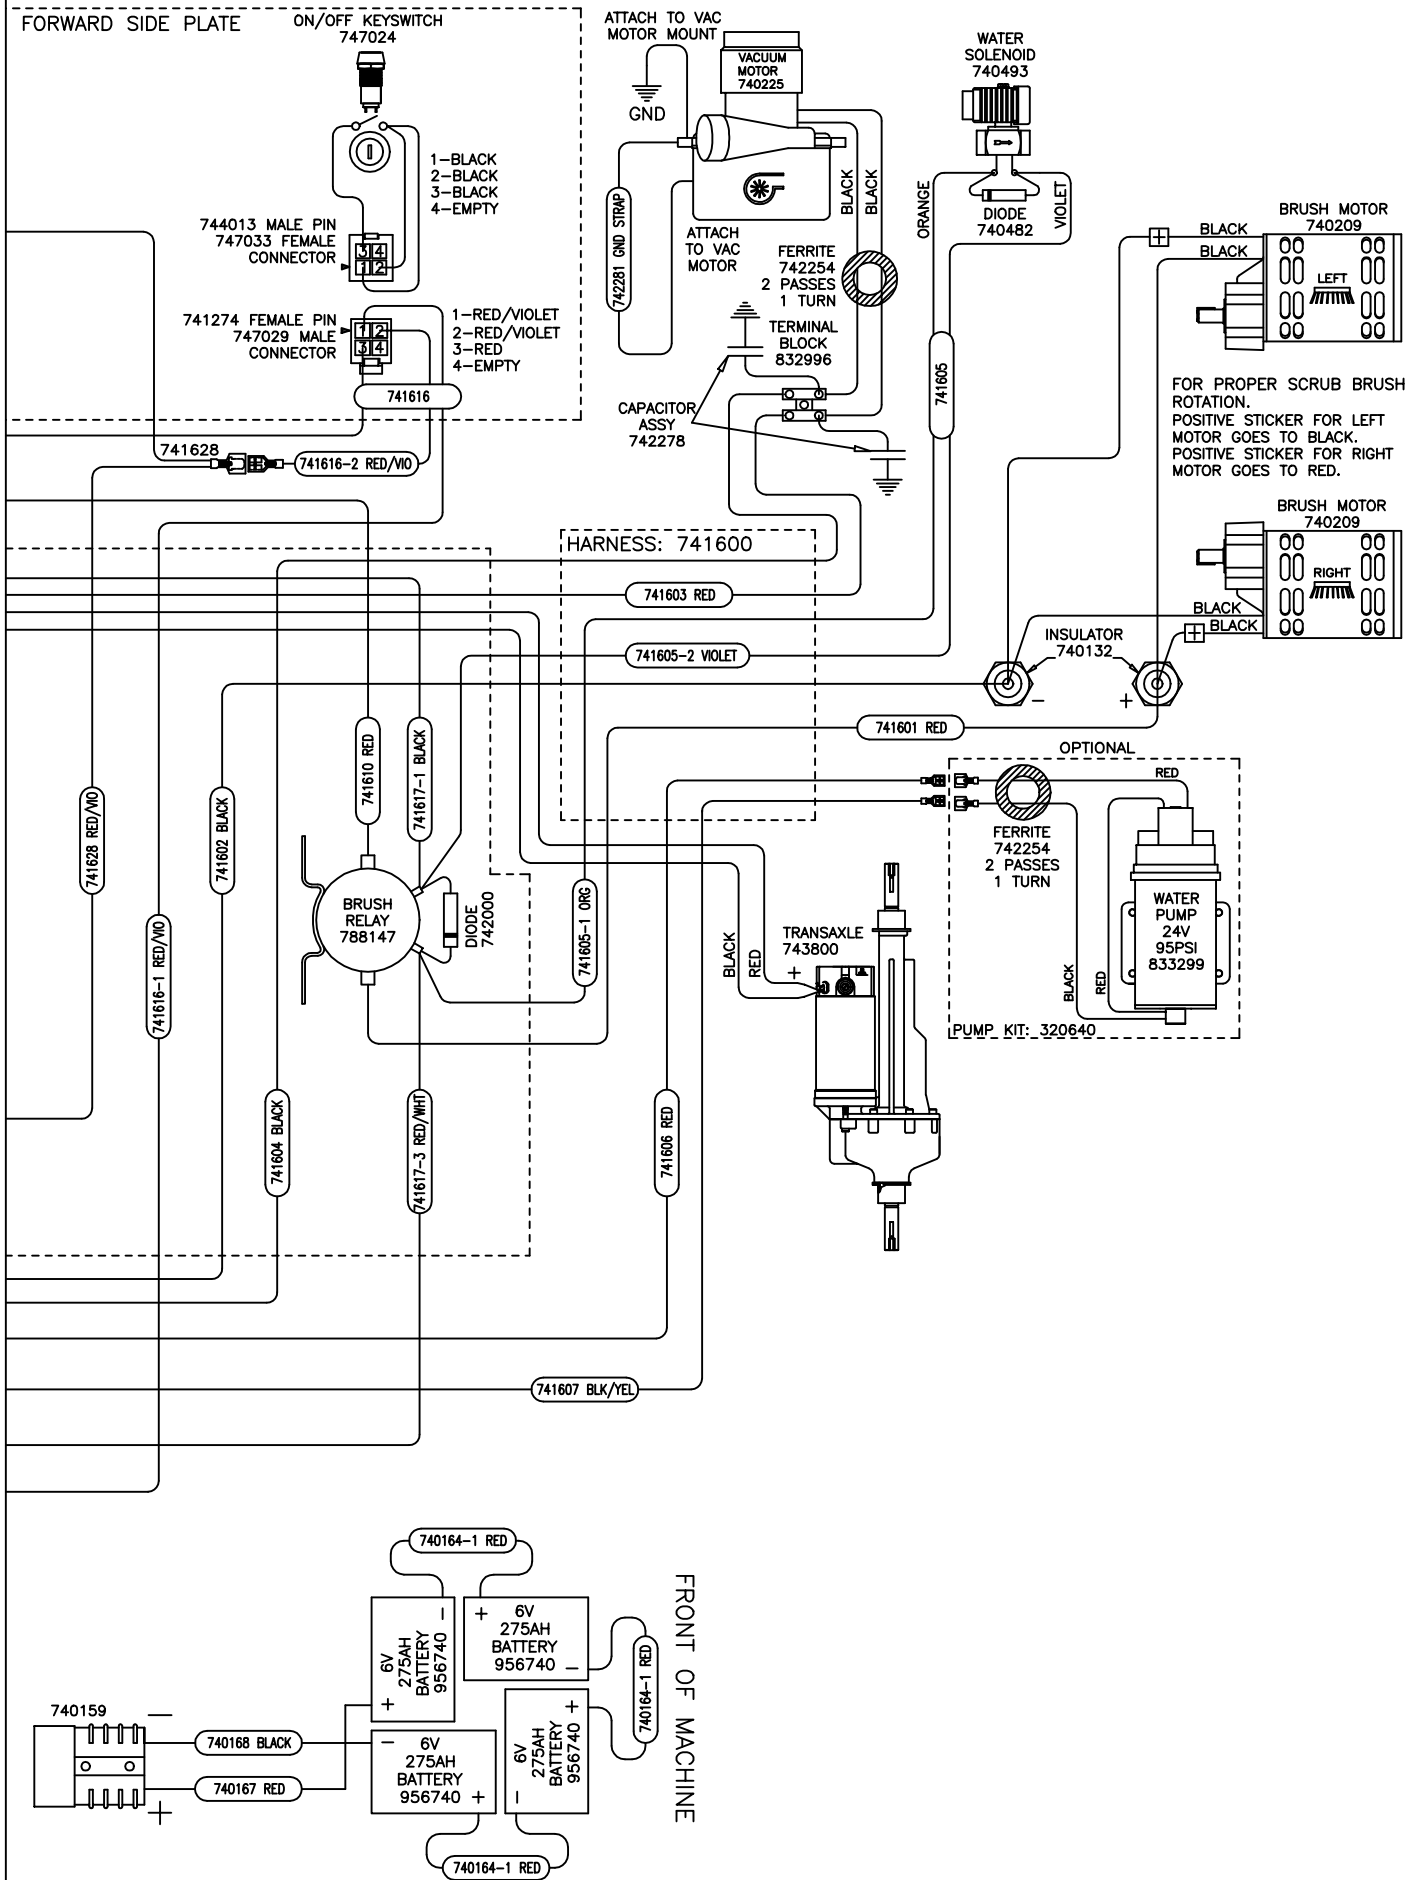 FORWARD SIDE PLATE
ON/OFF KEYSWITCH
747024
1-BLACK
2-BLACK
3-BLACK
4-EMPTY
744013 MALE PIN
747033 FEMALE
CONNECTOR
3 4
1 2
741274 FEMALE PIN
747029 MALE
CONNECTOR
1 2
3 4
1-RED/VIOLET
2-RED/VIOLET
3-RED
4-EMPTY
741616
741628
741616-2 RED/VIO
ATTACH TO VAC
MOTOR MOUNT
GND
VACUUM
MOTOR
740225
742281 GND STRAP
ATTACH
TO VAC
MOTOR
BLACK
BLACK
FERRITE
742254
2 PASSES
1 TURN
TERMINAL
BLOCK
832996
CAPACITOR
ASSY
742278
WATER
SOLENOID
740493
ORANGE
VIOLET
DIODE
740482
741605
BRUSH MOTOR
740209
BLACK
BLACK
+
LEFT
FOR PROPER SCRUB BRUSH
ROTATION.
POSITIVE STICKER FOR LEFT
MOTOR GOES TO BLACK.
POSITIVE STICKER FOR RIGHT
MOTOR GOES TO RED.
BRUSH MOTOR
740209
RIGHT
BLACK
BLACK
+
INSULATOR
740132
-
+
HARNESS: 741600
741603 RED
741605-2 VIOLET
741601 RED
741610 RED
741617-1 BLACK
741628 RED/VIO
741602 BLACK
741616-1 RED/VIO
BRUSH
RELAY
788147
DIODE
742000
741605-1 ORG
741604 BLACK
741617-3 RED/WHT
741606 RED
741607 BLK/YEL
BLACK
RED
TRANSAXLE
743800
+
OPTIONAL
RED
FERRITE
742254
2 PASSES
1 TURN
BLACK
RED
WATER
PUMP
24V
95PSI
833299
PUMP KIT: 320640
740164-1 RED
6V
275AH
BATTERY
956740
-
+
+
6V
275AH
BATTERY
956740
-
740164-1 RED
+
6V
275AH
BATTERY
956740
-
-
6V
275AH
BATTERY
956740
+
740164-1 RED
740159
-
+
740168 BLACK
740167 RED
FRONT OF MACHINE